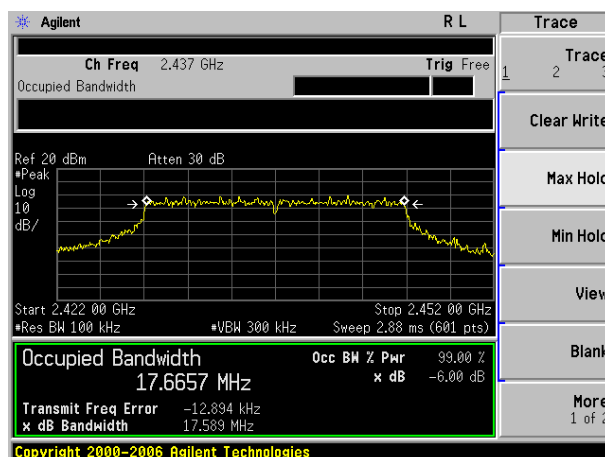 Agilent R L Trace
Ch Freq 2.437 GHz Trig Free
Occupied Bandwidth
Trace
1 2 3
Clear Write
Max Hold
Min Hold
View
Blank
More
1 of 2
Ref 20 dBm Atten 30 dB
#Peak
Log
10
dB/
Start 2.422 00 GHz Stop 2.452 00 GHz
#Res BW 100 kHz #VBW 300 kHz Sweep 2.88 ms (601 pts)
Occupied Bandwidth
17.6657 MHz
Occ BW % Pwr 99.00 %
x dB -6.00 dB
Transmit Freq Error -12.894 kHz
x dB Bandwidth 17.589 MHz
Copyright 2000-2006 Agilent Technologies